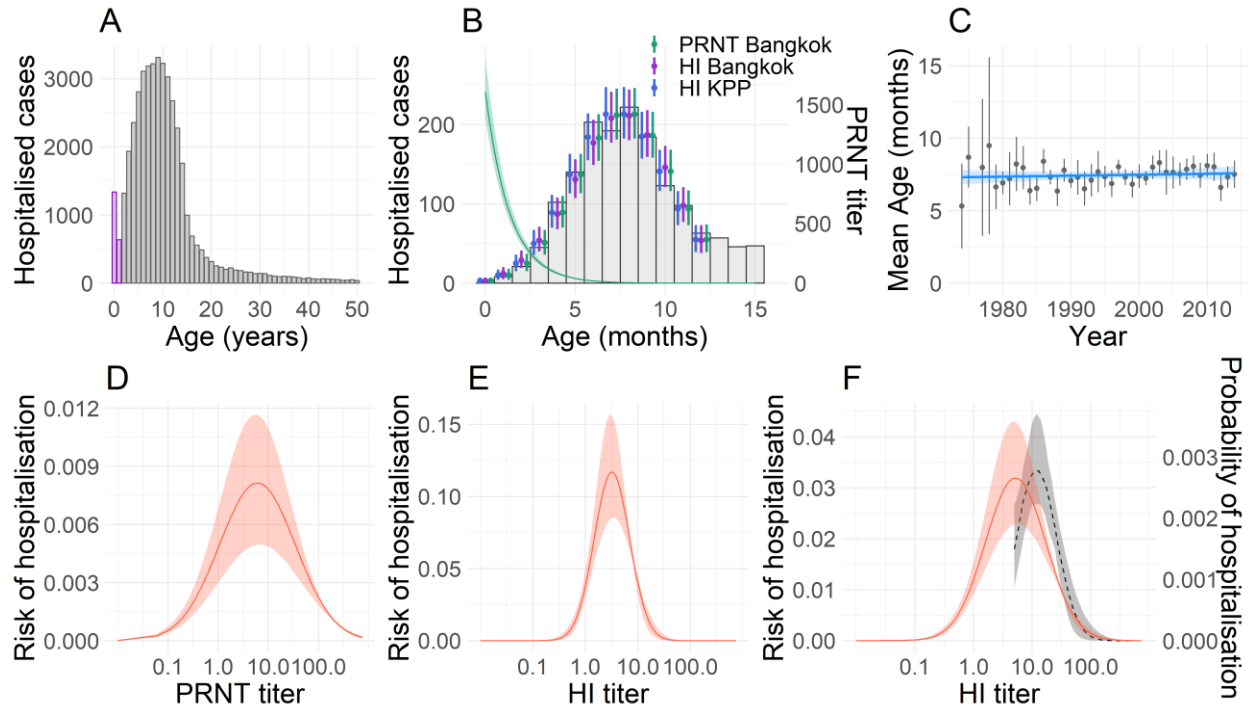 A
Hospitalised cases
3000
2000
1000
0
0 10 20 30 40 50
Age (years)
B
PRNT Bangkok
HI Bangkok
HI KPP
Hospitalised cases
200
100
0
1500
1000
500
0
PRNT titer
0 5 10 15
Age (months)
C
Mean Age (months)
15
10
5
0
1980 1990 2000 2010
Year
D
Risk of hospitalisation
0.012
0.009
0.006
0.003
0.000
0.1 1.0 10.0 100.0
PRNT titer
E
Risk of hospitalisation
0.15
0.10
0.05
0.00
0.1 1.0 10.0 100.0
HI titer
F
Risk of hospitalisation
0.04
0.03
0.02
0.01
0.00
0.003
0.002
0.001
0.000
Probability of hospitalisation
0.1 1.0 10.0 100.0
HI titer